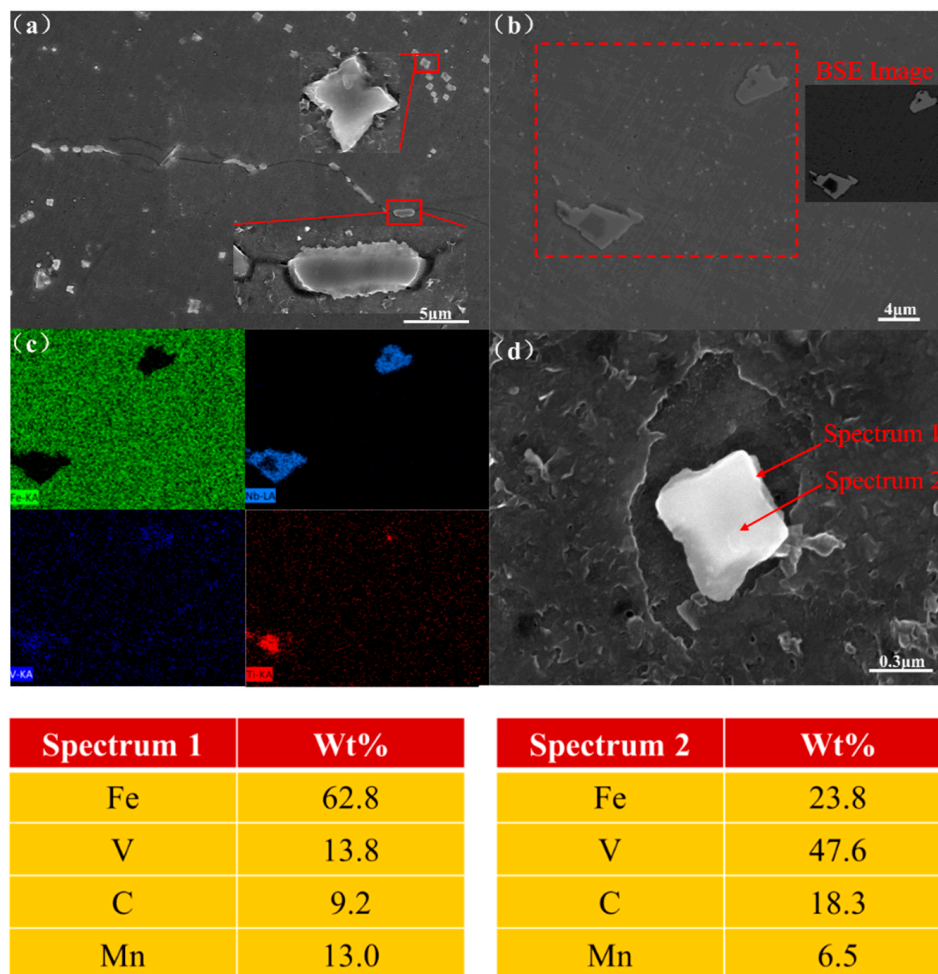 (a)
5μm
(b)
BSE Image
4μm
(c)
Fe-KA
Nb-LA
V-KA
Ti-KA
(d)
Spectrum 1
Spectrum 2
0.3μm
Spectrum 1 Wt%
Fe 62.8
V 13.8
C 9.2
Mn 13.0
Spectrum 2 Wt%
Fe 23.8
V 47.6
C 18.3
Mn 6.5